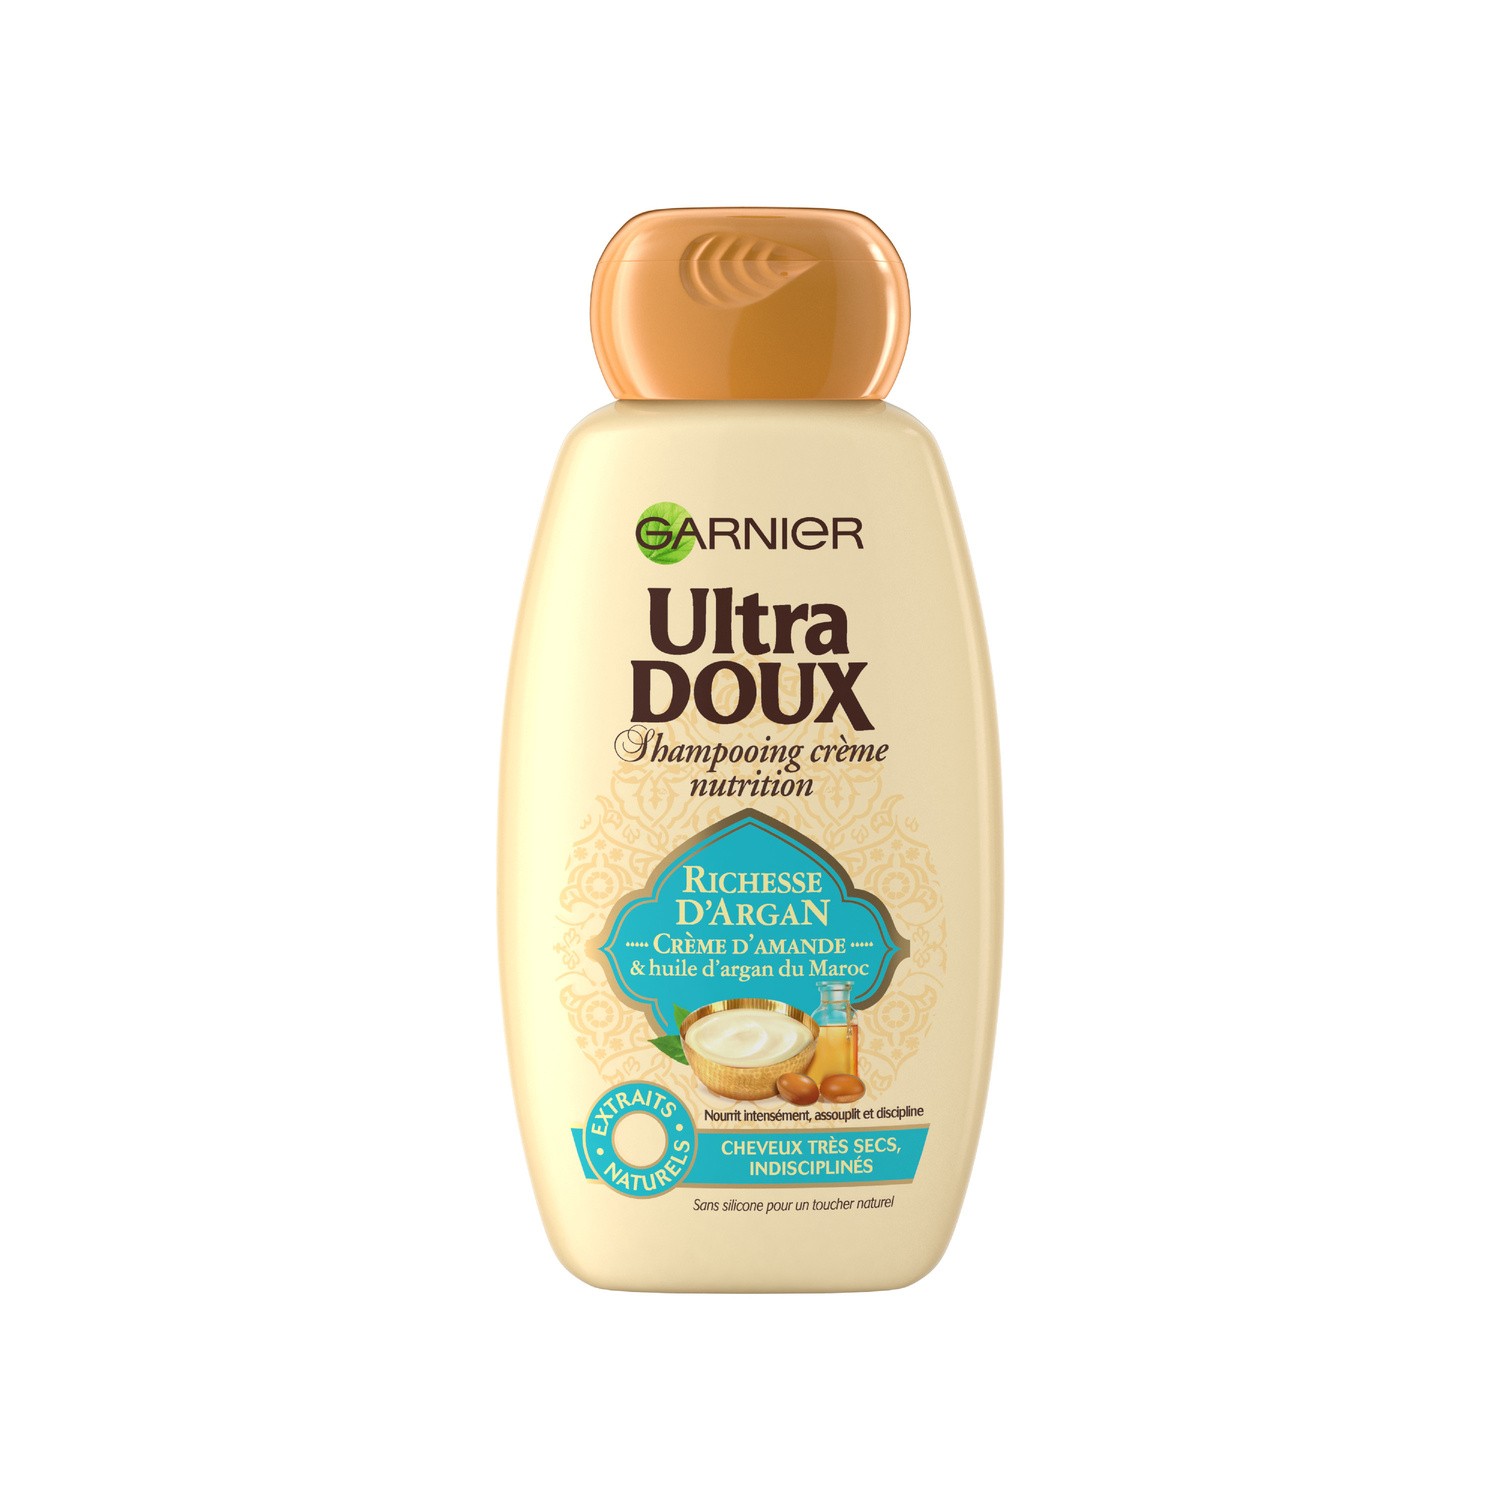 GARNIER
Ultra
DOUX
Shampooing crème
nutrition
RICHESSE
D'ARGAN
CRÈME D'AMANDE
& huile d'argan du Maroc
Nourrit intensément, assouplit et discipline
EXTRAITS
NATURELS
CHEVEUX TRÈS SECS,
INDISCIPLINÉS
Sans silicone pour un toucher naturel